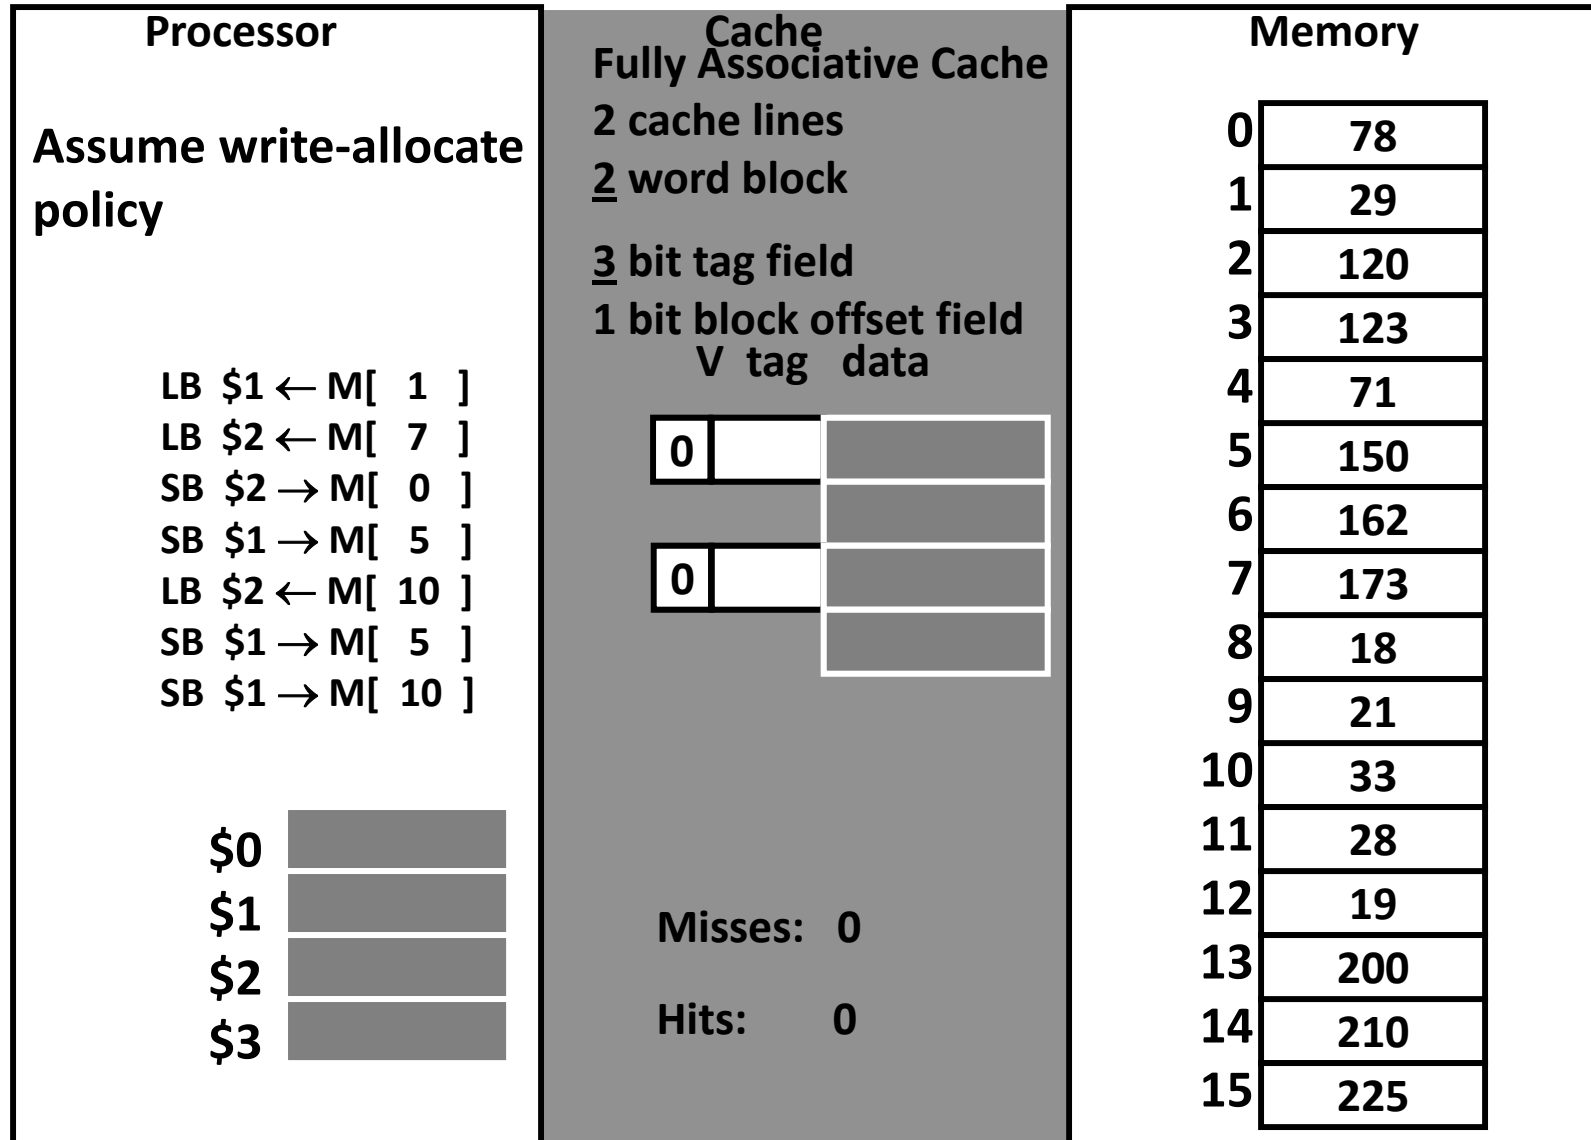 Processor
Assume write-allocate
policy
LB $1 ← M[ 1 ]
LB $2 ← M[ 7 ]
SB $2 → M[ 0 ]
SB $1 → M[ 5 ]
LB $2 ← M[ 10 ]
SB $1 → M[ 5 ]
SB $1 → M[ 10 ]
$0
$1
$2
$3
Cache
Fully Associative Cache
2 cache lines
2 word block
3 bit tag field
1 bit block offset field
V tag data
0
0
Misses: 0
Hits: 0
Memory
0 78
1 29
2 120
3 123
4 71
5 150
6 162
7 173
8 18
9 21
10 33
11 28
12 19
13 200
14 210
15 225